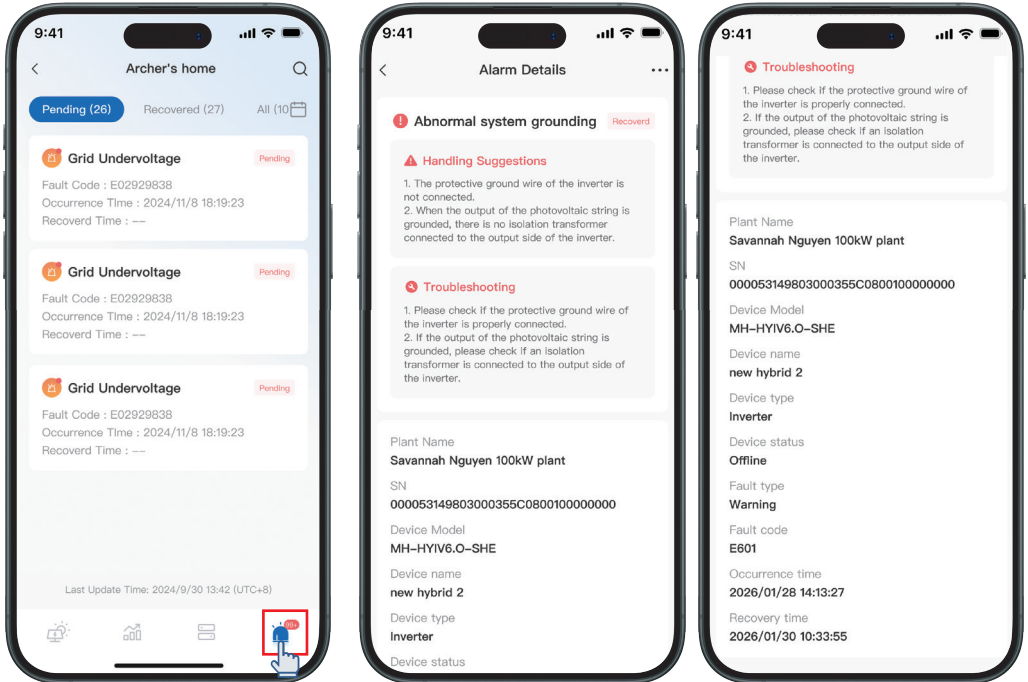 9:41
Archer's home
Pending (26)
Recovered (27)
All (10
Grid Undervoltage
Pending
Fault Code : E02929838
Occurrence TIme : 2024/11/8 18:19:23
Recoverd Time : --
Grid Undervoltage
Pending
Fault Code : E02929838
Occurrence TIme : 2024/11/8 18:19:23
Recoverd Time : --
Grid Undervoltage
Pending
Fault Code : E02929838
Occurrence TIme : 2024/11/8 18:19:23
Recoverd Time : --
Last Update Time: 2024/9/30 13:42 (UTC+8)
99+
9:41
Alarm Details
Abnormal system grounding
Recoverd
Handling Suggestions
1. The protective ground wire of the inverter is
not connected.
2. When the output of the photovoltaic string is
grounded, there is no isolation transformer
connected to the output side of the inverter.
Troubleshooting
1. Please check if the protective ground wire of
the inverter is properly connected.
2. If the output of the photovoltaic string is
grounded, please check if an isolation
transformer is connected to the output side of
the inverter.
Plant Name
Savannah Nguyen 100kW plant
SN
000053149803000355C0800100000000
Device Model
MH-HYIV6.O-SHE
Device name
new hybrid 2
Device type
Inverter
Device status
9:41
Troubleshooting
1. Please check if the protective ground wire of
the inverter is properly connected.
2. If the output of the photovoltaic string is
grounded, please check if an isolation
transformer is connected to the output side of
the inverter.
Plant Name
Savannah Nguyen 100kW plant
SN
000053149803000355C0800100000000
Device Model
MH-HYIV6.O-SHE
Device name
new hybrid 2
Device type
Inverter
Device status
Offline
Fault type
Warning
Fault code
E601
Occurrence time
2026/01/28 14:13:27
Recovery time
2026/01/30 10:33:55